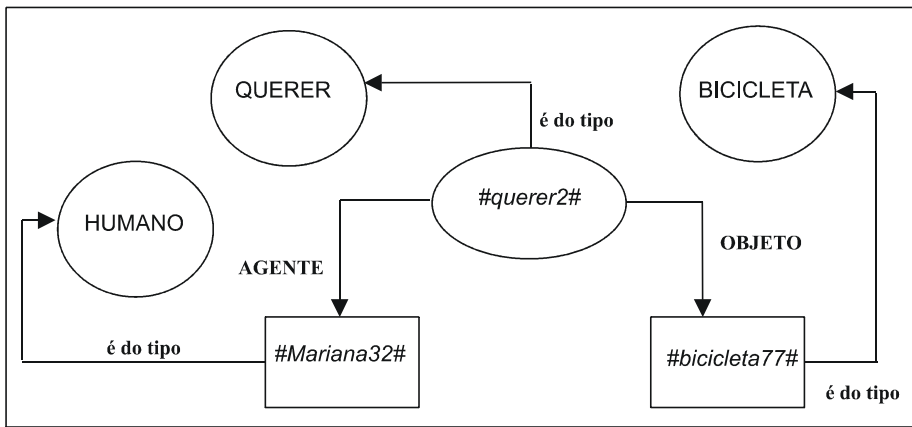 QUERER
BICICLETA
é do tipo
#querer2#
HUMANO
OBJETO
AGENTE
é do tipo
#Mariana32#
#bicicleta77#
é do tipo